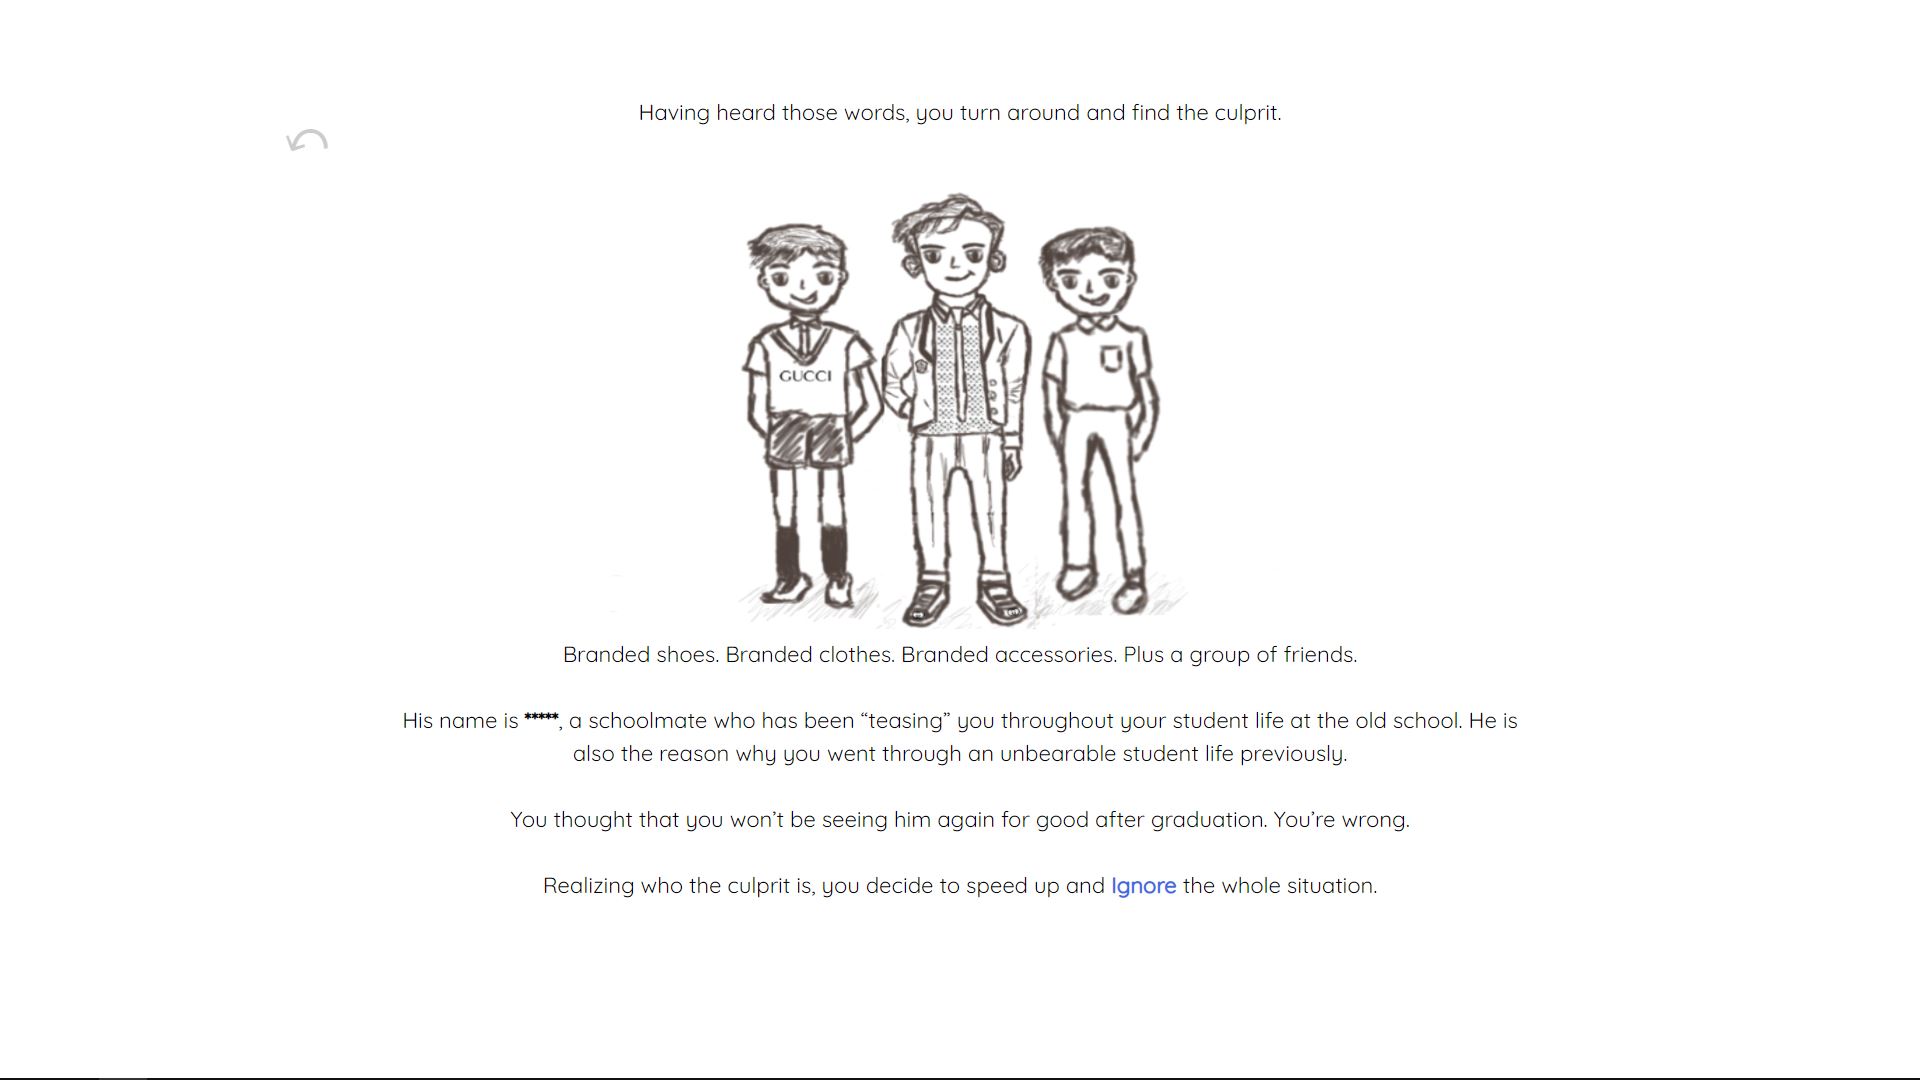 Having heard those words, you turn around and find the culprit.
GUCCI
Branded shoes. Branded clothes. Branded accessories. Plus a group of friends.
His name is *****, a schoolmate who has been “teasing” you throughout your student life at the old school. He is
also the reason why you went through an unbearable student life previously.
You thought that you won’t be seeing him again for good after graduation. You’re wrong.
Realizing who the culprit is, you decide to speed up and Ignore the whole situation.